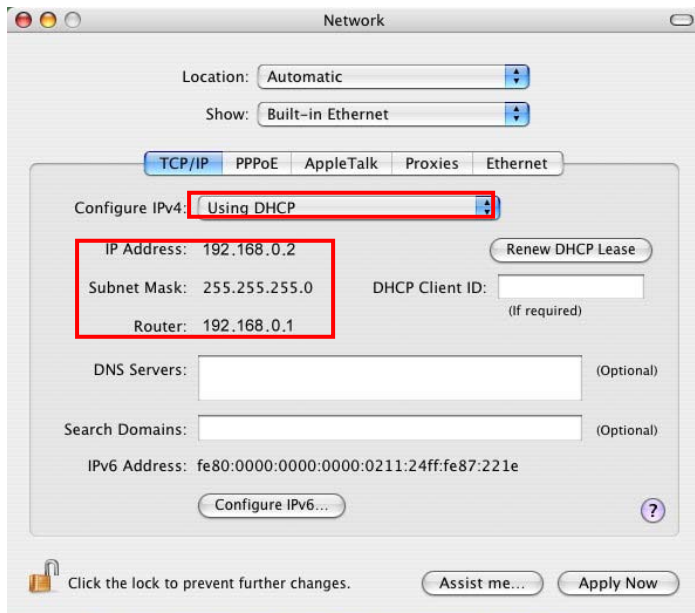 Network
Location: Automatic
Show: Built-in Ethernet
TCP/IP PPPoE AppleTalk Proxies Ethernet
Configure IPv4: Using DHCP
IP Address: 192.168.0.2 Renew DHCP Lease
Subnet Mask: 255.255.255.0 DHCP Client ID:
(If required)
Router: 192.168.0.1
DNS Servers: (Optional)
Search Domains: (Optional)
IPv6 Address: fe80:0000:0000:0000:0211:24ff:fe87:221e
Configure IPv6...
?
Click the lock to prevent further changes. Assist me... Apply Now